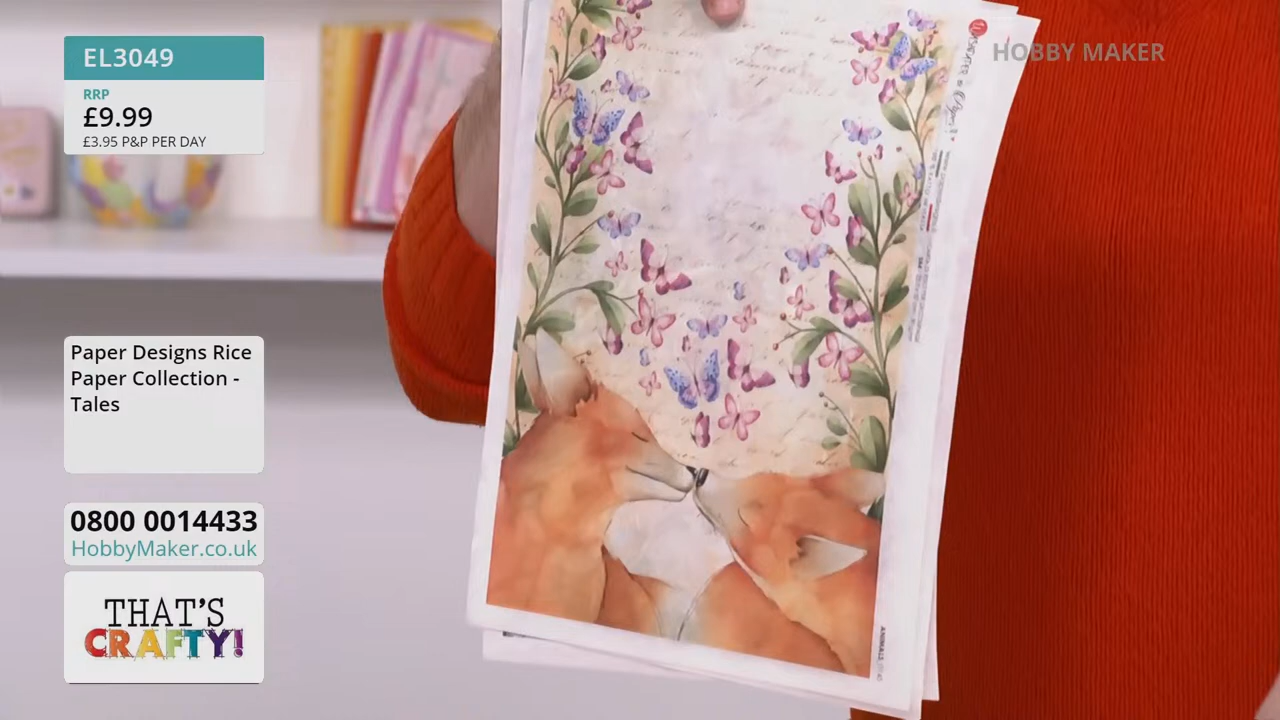 EL3049
RRP
£9.99
£3.95 P&P PER DAY
HOBBY MAKER
Paper Designs Rice
Paper Collection -
Tales
0800 0014433
HobbyMaker.co.uk
THAT'S
CRAFTY!
ANIMALS